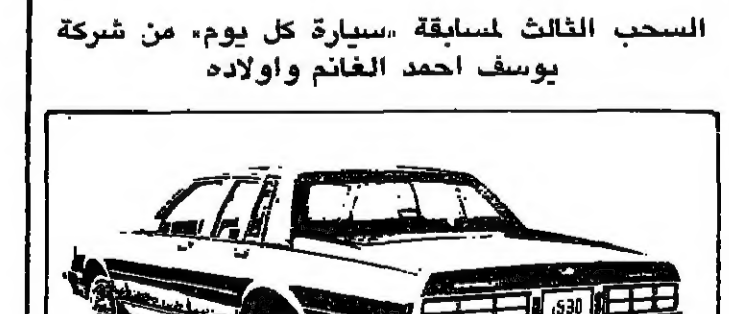 السحب الثالث لمسابقة «سيارة كل يوم» من شركة
يوسف احمد الغانم واولاده